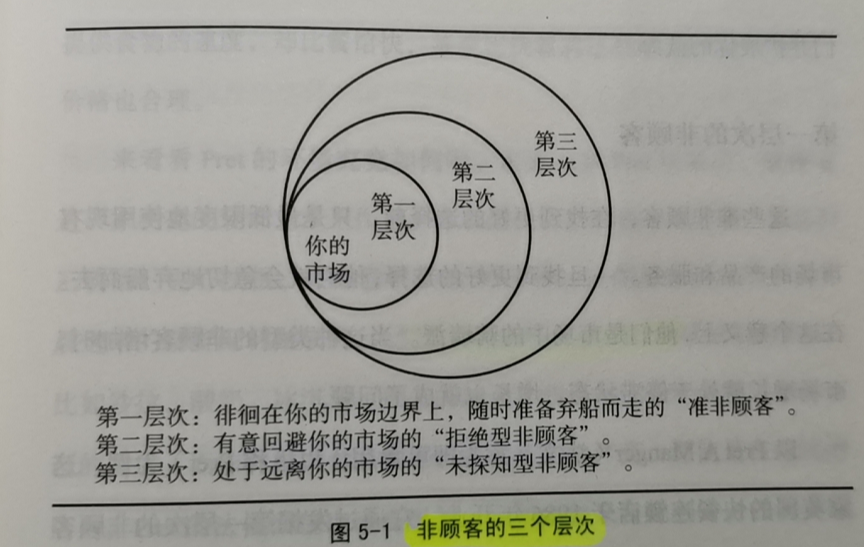 第三
层次
第二
层次
第一
层次
你的
市场
第一层次：徘徊在你的市场边界上，随时准备弃船而走的“准非顾客”。
第二层次：有意回避你的市场的“拒绝型非顾客”。
第三层次：处于远离你的市场的“未探知型非顾客”。
图 5-1 非顾客的三个层次